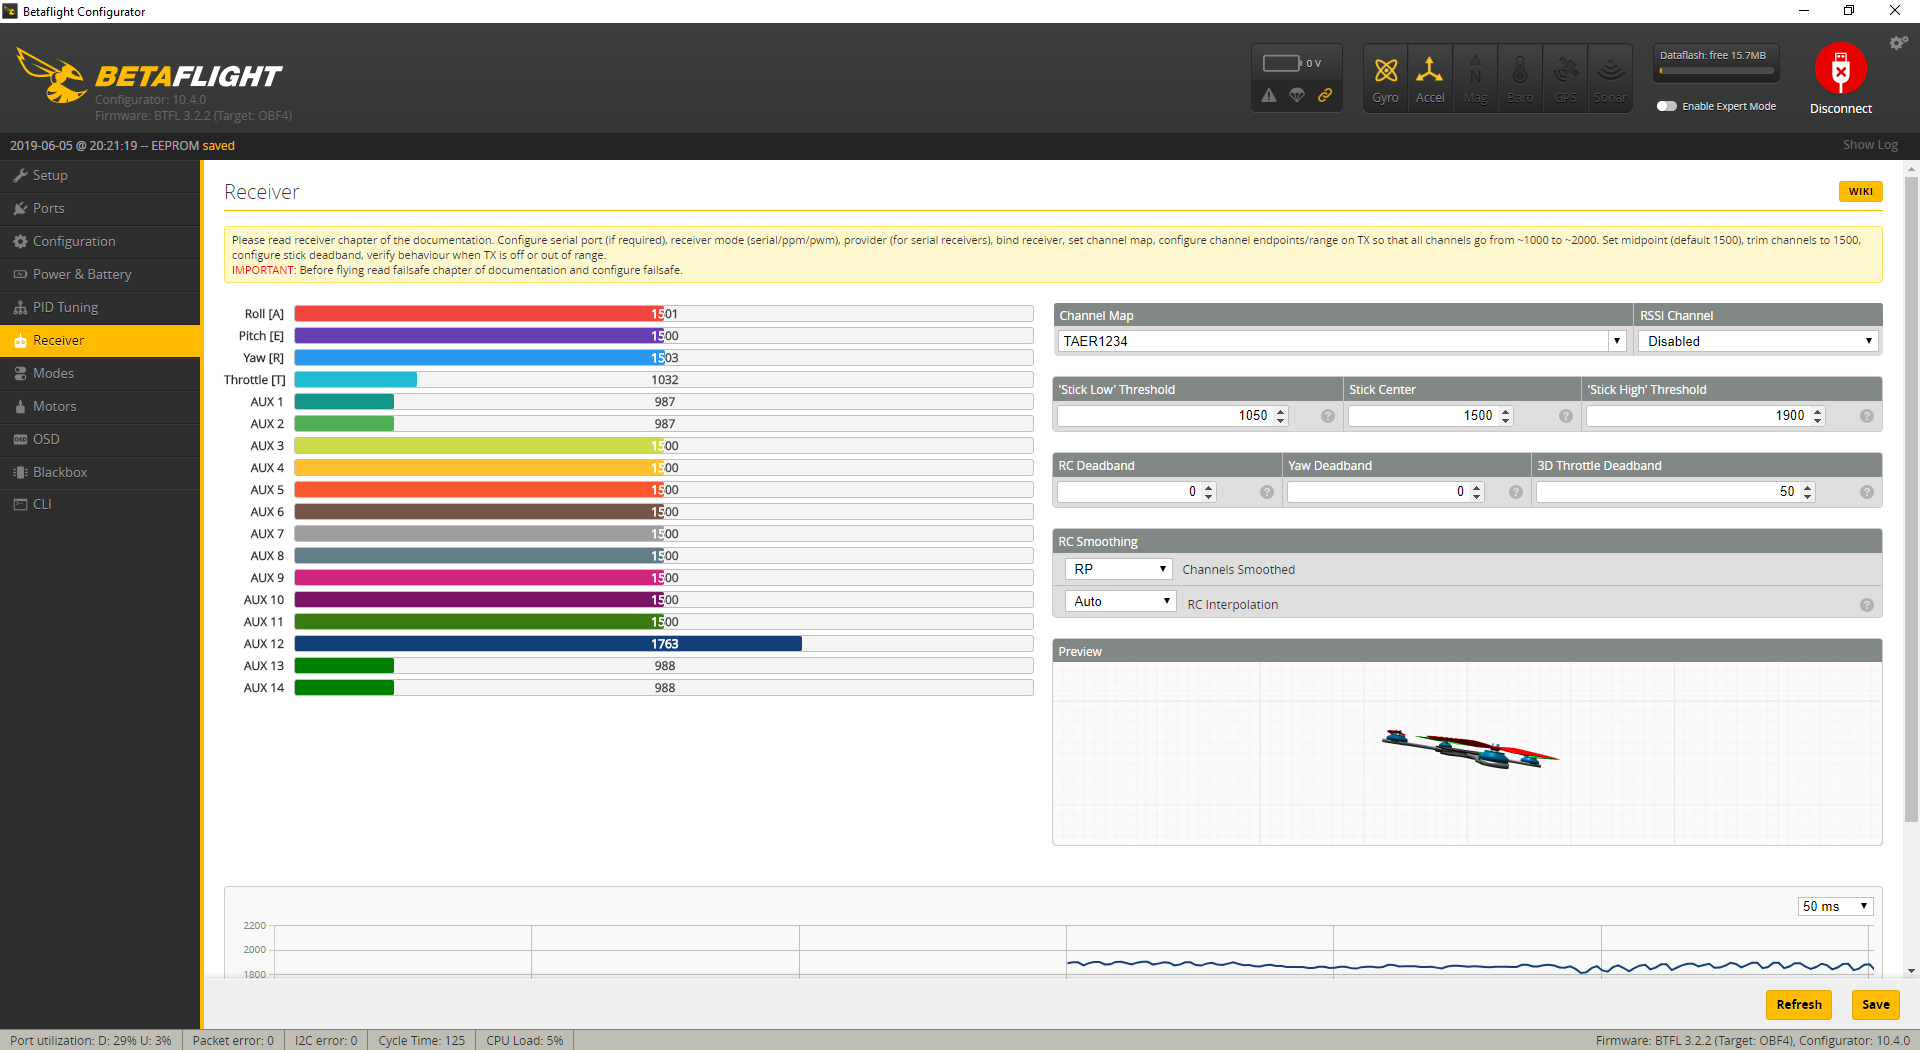 Betaflight Configurator
BETAFLIGHT
Configurator: 10.4.0
Firmware: BTFL 3.2.2 (Target: OBF4)
0 V
Gyro Accel Mag Baro GPS Sonar
Dataflash: free 15.7MB
Enable Expert Mode
Disconnect
2019-06-05 @ 20:21:19 -- EEPROM saved
Show Log
Setup
Ports
Configuration
Power & Battery
PID Tuning
Receiver
Modes
Motors
OSD
Blackbox
CLI
Receiver
WIKI
Please read receiver chapter of the documentation. Configure serial port (if required), receiver mode (serial/ppm/pwm), provider (for serial receivers), bind receiver, set channel map, configure channel endpoints/range on TX so that all channels go from ~1000 to ~2000. Set midpoint (default 1500), trim channels to 1500,
configure stick deadband, verify behaviour when TX is off or out of range.
IMPORTANT: Before flying read failsafe chapter of documentation and configure failsafe.
Roll [A] 1501
Pitch [E] 1500
Yaw [R] 1503
Throttle [T] 1032
AUX 1 987
AUX 2 987
AUX 3 1500
AUX 4 1500
AUX 5 1500
AUX 6 1500
AUX 7 1500
AUX 8 1500
AUX 9 1500
AUX 10 1500
AUX 11 1500
AUX 12 1763
AUX 13 988
AUX 14 988
Channel Map RSSI Channel
TAER1234 Disabled
'Stick Low' Threshold Stick Center 'Stick High' Threshold
1050 ? 1500 ? 1900 ?
RC Deadband Yaw Deadband 3D Throttle Deadband
0 ? 0 ? 50 ?
RC Smoothing
RP Channels Smoothed
Auto RC Interpolation ?
Preview
50 ms
2200
2000
1800
Refresh Save
Port utilization: D: 29% U: 3% Packet error: 0 I2C error: 0 Cycle Time: 125 CPU Load: 5% Firmware: BTFL 3.2.2 (Target: OBF4), Configurator: 10.4.0